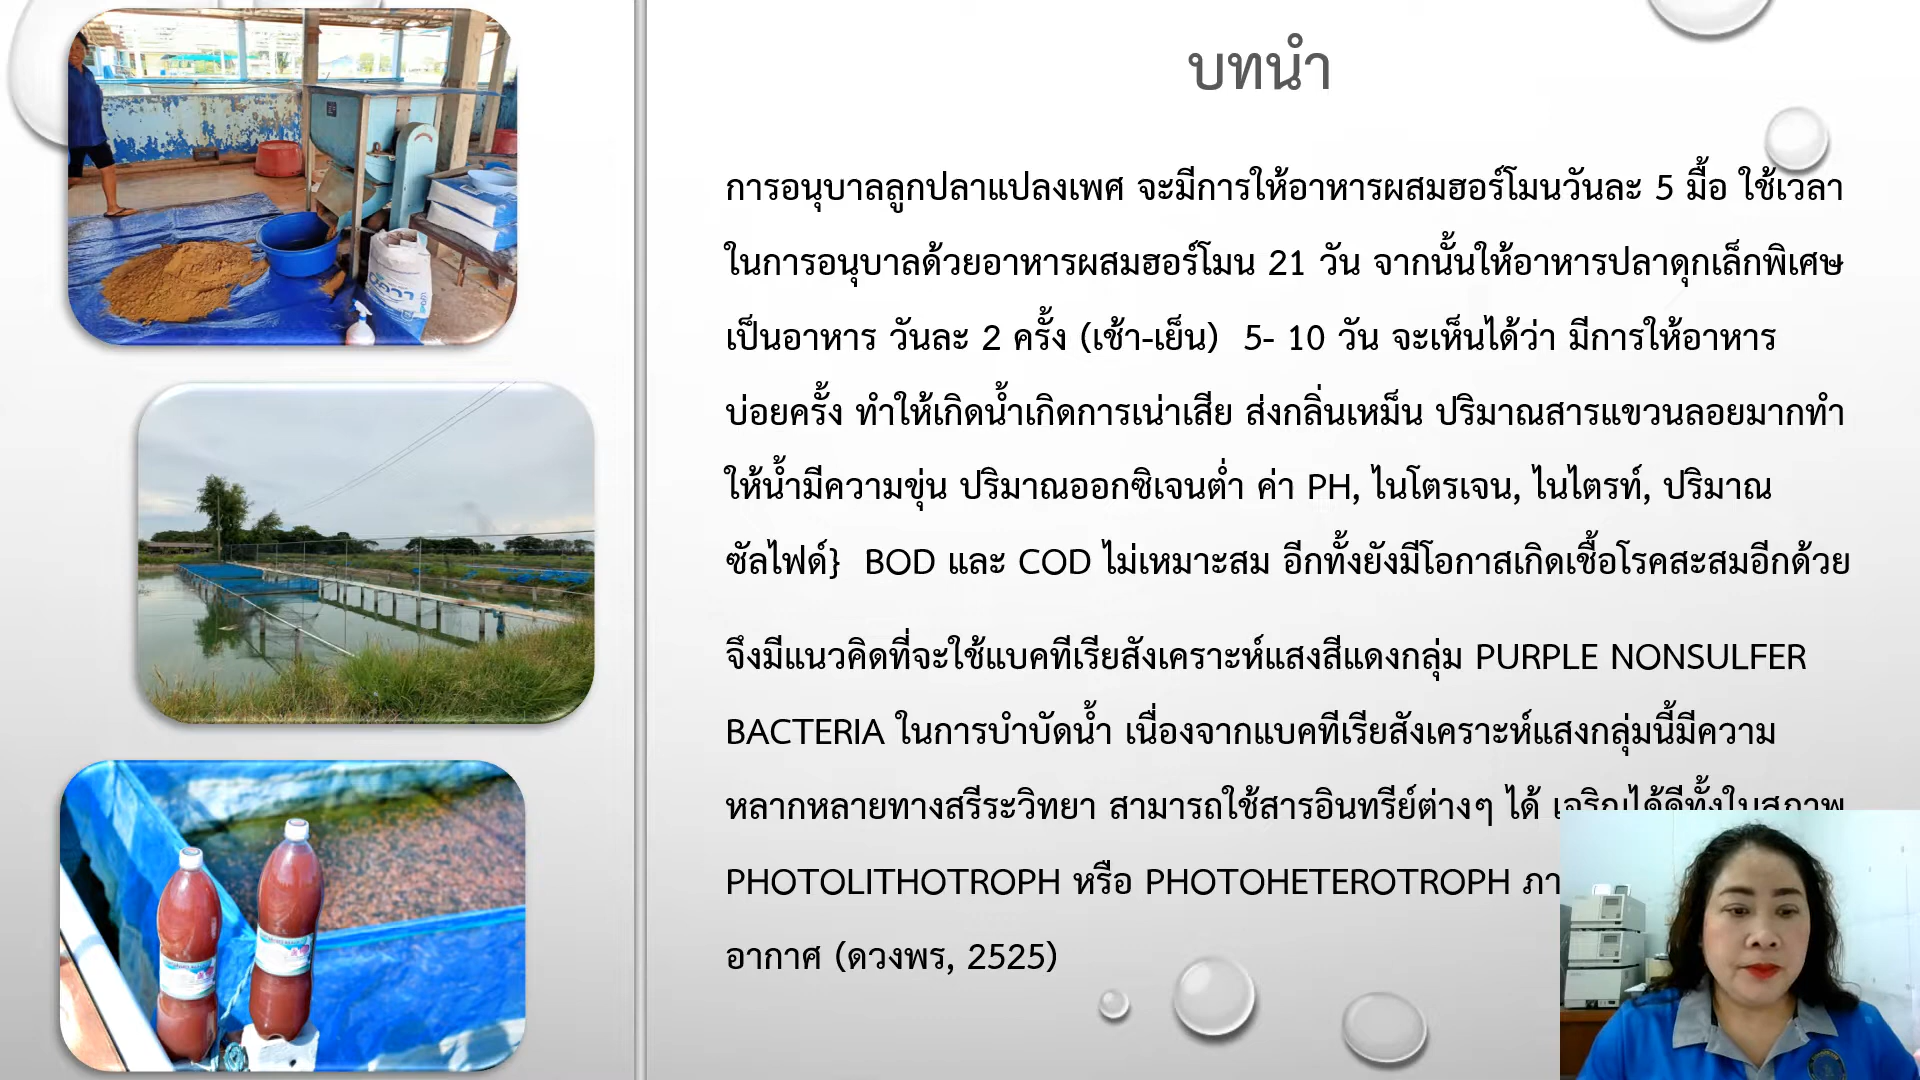 บทนำ
การอนุบาลลูกปลาแปลงเพศ จะมีการให้อาหารผสมฮอร์โมนวันละ 5 มื้อ ใช้เวลา
ในการอนุบาลด้วยอาหารผสมฮอร์โมน 21 วัน จากนั้นให้อาหารปลาดุกเล็กพิเศษ
เป็นอาหาร วันละ 2 ครั้ง (เช้า-เย็น) 5- 10 วัน จะเห็นได้ว่า มีการให้อาหาร
บ่อยครั้ง ทำให้เกิดน้ำเกิดการเน่าเสีย ส่งกลิ่นเหม็น ปริมาณสารแขวนลอยมากทำ
ให้น้ำมีความขุ่น ปริมาณออกซิเจนต่ำ ค่า PH, ไนโตรเจน, ไนไตรท์, ปริมาณ
ซัลไฟด์} BOD และ COD ไม่เหมาะสม อีกทั้งยังมีโอกาสเกิดเชื้อโรคสะสมอีกด้วย
จึงมีแนวคิดที่จะใช้แบคทีเรียสังเคราะห์แสงสีแดงกลุ่ม PURPLE NONSULFER
BACTERIA ในการบำบัดน้ำ เนื่องจากแบคทีเรียสังเคราะห์แสงกลุ่มนี้มีความ
หลากหลายทางสรีระวิทยา สามารถใช้สารอินทรีย์ต่างๆ ได้ เจริญได้ดีทั้งในสภาพ
PHOTOLITHOTROPH หรือ PHOTOHETEROTROPH ภา
อากาศ (ดวงพร, 2525)